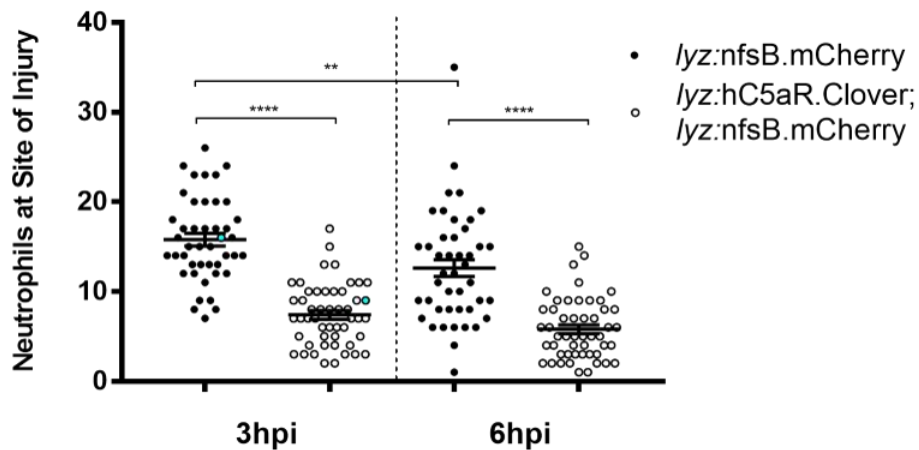 Neutrophils at Site of Injury
40
30
20
10
0
**
****
****
lyz:nfsB.mCherry
lyz:hC5aR.Clover;
lyz:nfsB.mCherry
3hpi
6hpi